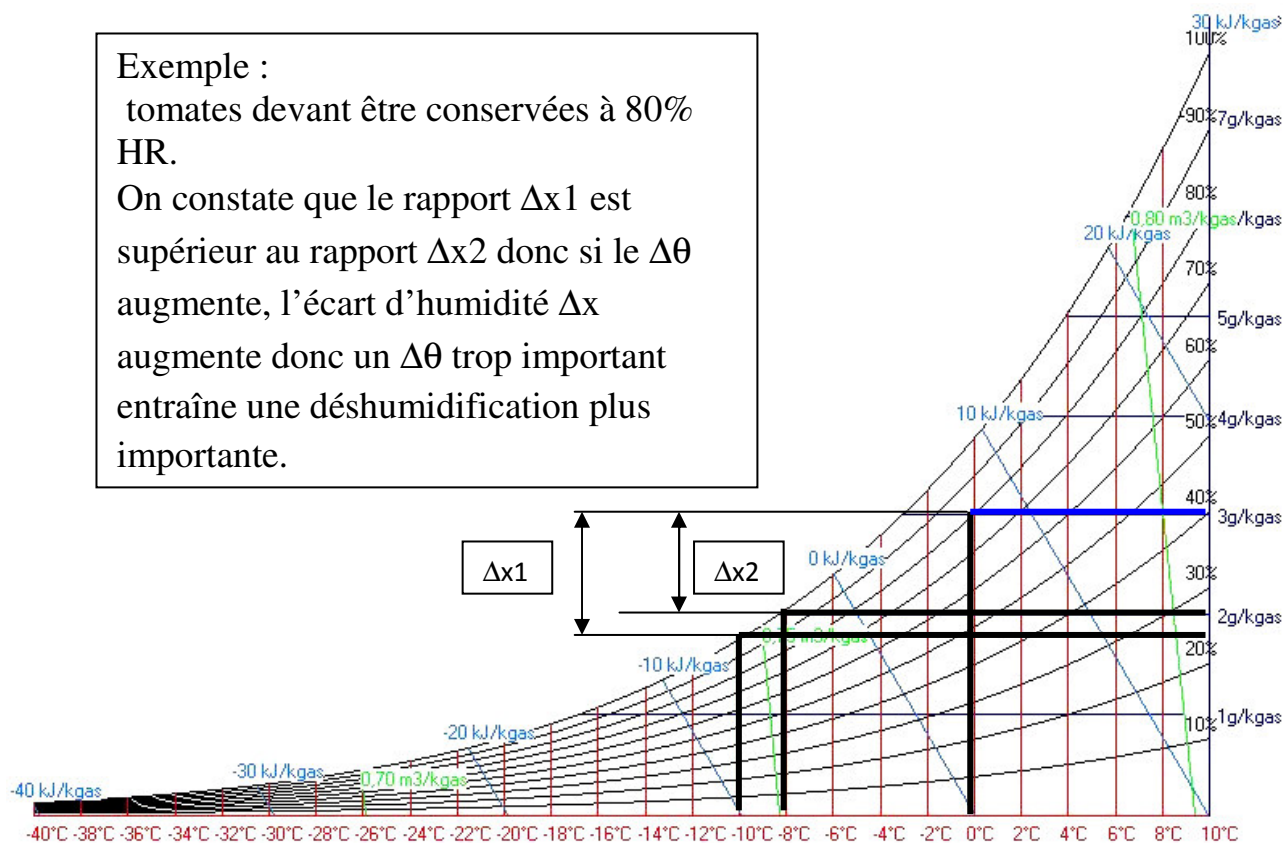 Exemple :
tomates devant être conservées à 80%
HR.
On constate que le rapport Δx1 est
supérieur au rapport Δx2 donc si le Δθ
augmente, l'écart d'humidité Δx
augmente donc un Δθ trop important
entraîne une déshumidification plus
importante.
30 kJ/kgas
100%
90%
7g/kgas
80%
0,80 m3/kgas
/kgas
20 kJ/kgas
70%
5g/kgas
60%
10 kJ/kgas
50%
4g/kgas
40%
3g/kgas
Δx1
Δx2
0 kJ/kgas
30%
2g/kgas
0,75 m3/kgas
20%
-10 kJ/kgas
1g/kgas
10%
-20 kJ/kgas
-30 kJ/kgas
0,70 m3/kgas
-40 kJ/kgas
-40°C -38°C -36°C -34°C -32°C -30°C -28°C -26°C -24°C -22°C -20°C -18°C -16°C -14°C -12°C -10°C -8°C -6°C -4°C -2°C 0°C 2°C 4°C 6°C 8°C 10°C